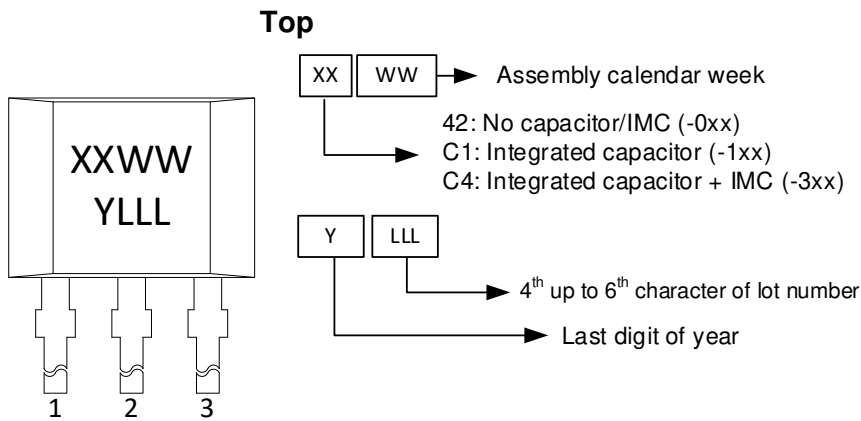 Top
XX WW Assembly calendar week
42: No capacitor/IMC (-0xx)
C1: Integrated capacitor (-1xx)
C4: Integrated capacitor + IMC (-3xx)
XXWW
YLLL
Y LLL
4th up to 6th character of lot number
Last digit of year
1 2 3